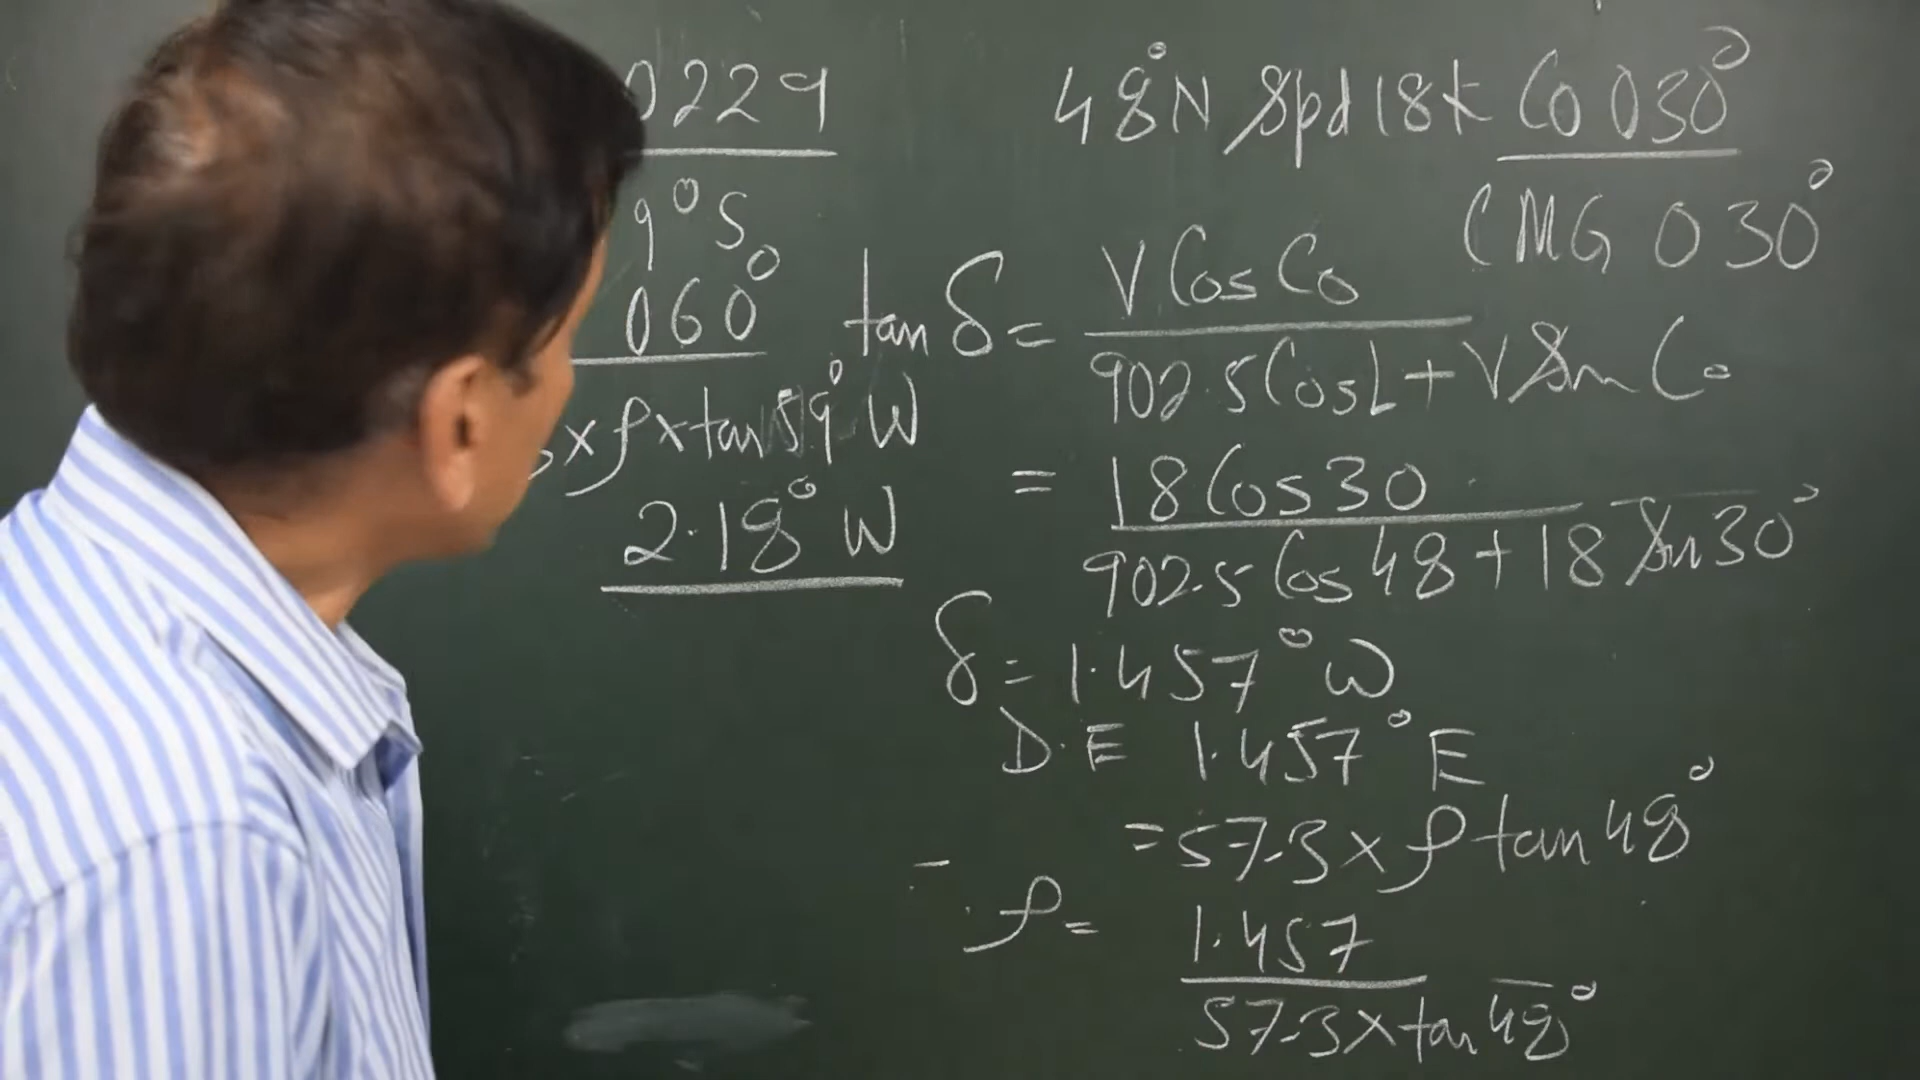 0229
9°S
060°
× ρ × tan 59° W
2.18° W
48°N Spd 18k Co 030°
CMG 030°
tan δ = V Cos Co / 902.5 Cos L + V Sin Co
= 18 Cos 30 / 902.5 Cos 48 + 18 Sin 30°
δ = 1.457° W
D.E 1.457° E
= 57.3 × ρ tan 48°
ρ = 1.457 / 57.3 × tan 48°